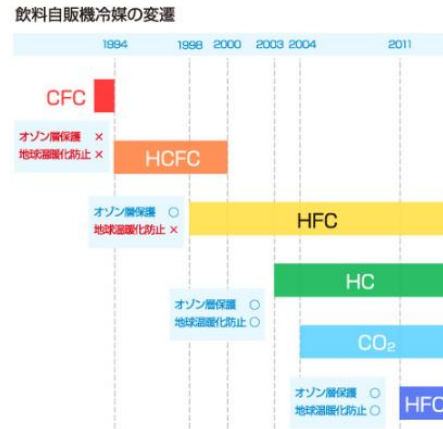 飲料自販機冷媒の変遷
1994 1998 2000 2003 2004 2011
CFC
オゾン層保護 ×
地球温暖化防止 ×
HCFC
オゾン層保護 ○
地球温暖化防止 ×
HFC
HC
オゾン層保護 ○
地球温暖化防止 ○
CO₂
オゾン層保護 ○
地球温暖化防止 ○
HFO